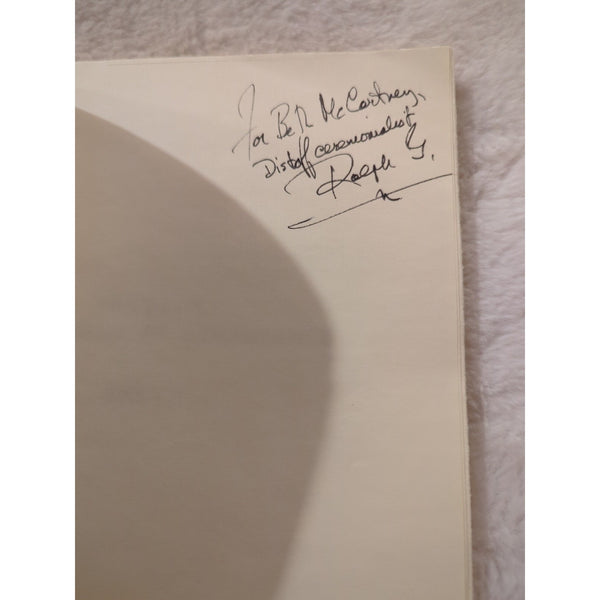 For Beth McCartney,
Distaff ceremonialist,
Ralph G.